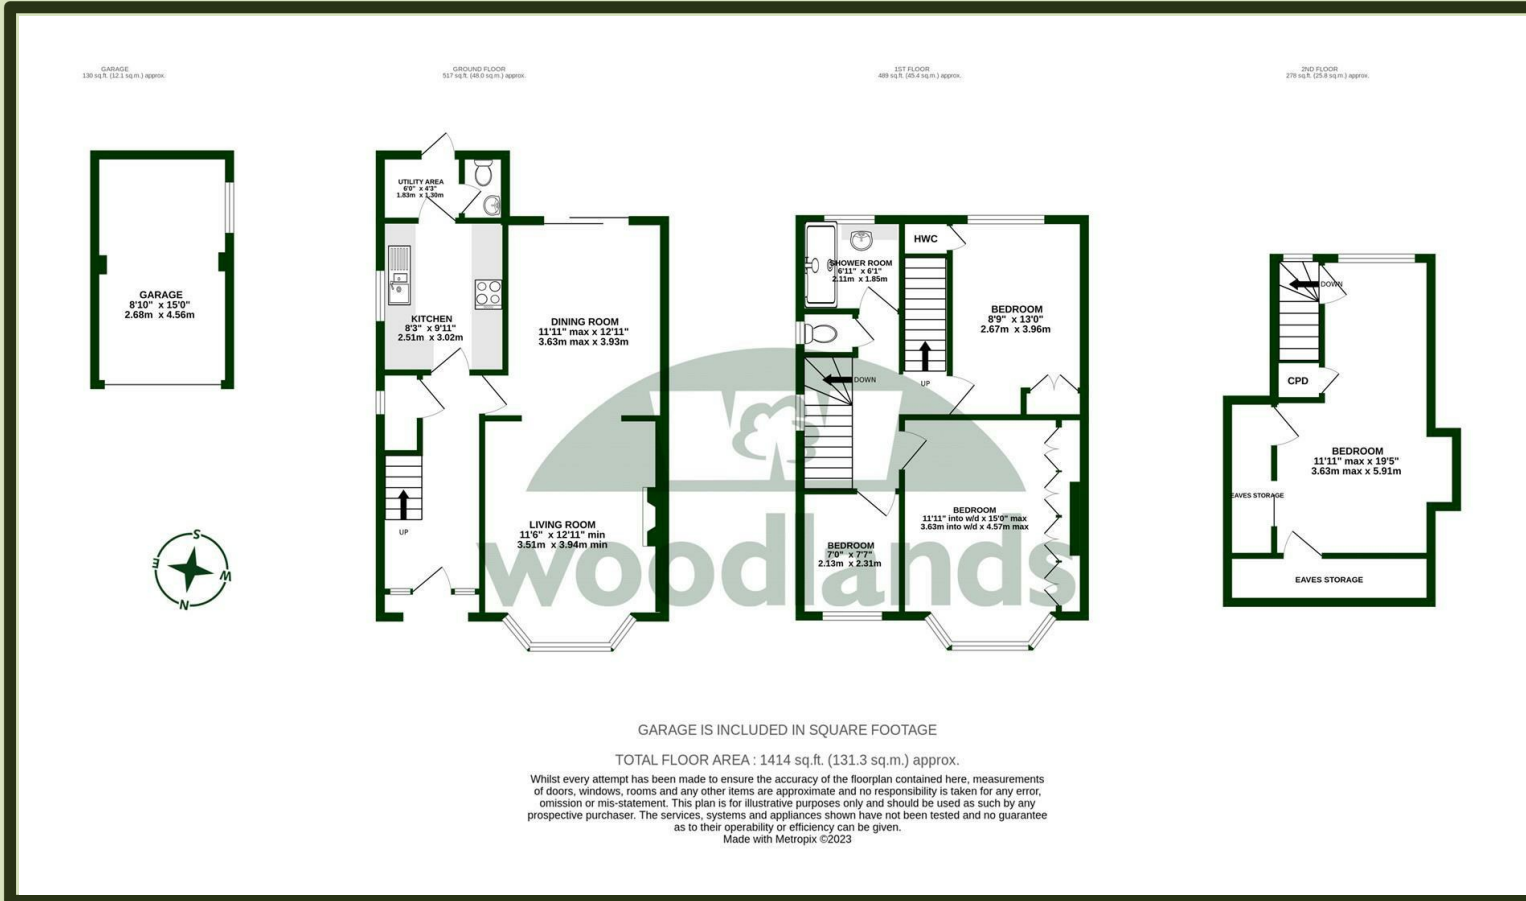 GARAGE
130 sq.ft. (12.1 sq.m.) approx.
GROUND FLOOR
517 sq.ft. (48.0 sq.m.) approx.
1ST FLOOR
489 sq.ft. (45.4 sq.m.) approx.
2ND FLOOR
278 sq.ft. (25.8 sq.m.) approx.
GARAGE
8'10" x 15'0"
2.68m x 4.56m
UTILITY AREA
6'0" x 4'3"
1.83m x 1.30m
KITCHEN
8'3" x 9'11"
2.51m x 3.02m
DINING ROOM
11'11" max x 12'11"
3.63m max x 3.93m
UP
LIVING ROOM
11'6" x 12'11" min
3.51m x 3.94m min
HWC
SHOWER ROOM
6'11" x 6'1"
2.11m x 1.85m
BEDROOM
8'9" x 13'0"
2.67m x 3.96m
DOWN
UP
BEDROOM
11'11" into w/d x 15'0" max
3.63m into w/d x 4.57m max
BEDROOM
7'0" x 7'7"
2.13m x 2.31m
DOWN
CPD
BEDROOM
11'11" max x 19'5"
3.63m max x 5.91m
EAVES STORAGE
EAVES STORAGE
S
E
W
N
woodlands
GARAGE IS INCLUDED IN SQUARE FOOTAGE
TOTAL FLOOR AREA : 1414 sq.ft. (131.3 sq.m.) approx.
Whilst every attempt has been made to ensure the accuracy of the floorplan contained here, measurements
of doors, windows, rooms and any other items are approximate and no responsibility is taken for any error,
omission or mis-statement. This plan is for illustrative purposes only and should be used as such by any
prospective purchaser. The services, systems and appliances shown have not been tested and no guarantee
as to their operability or efficiency can be given.
Made with Metropix ©2023